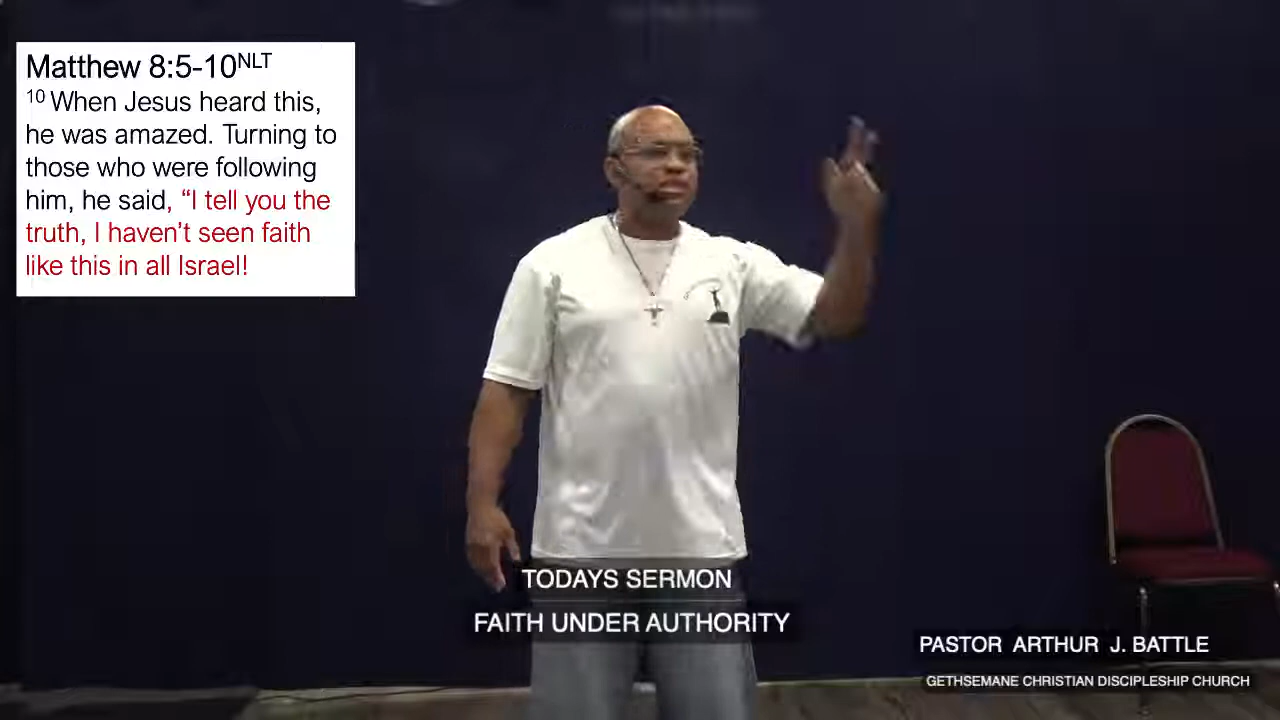 Matthew 8:5-10NLT
10 When Jesus heard this,
he was amazed. Turning to
those who were following
him, he said, “I tell you the
truth, I haven’t seen faith
like this in all Israel!
TODAYS SERMON
FAITH UNDER AUTHORITY
PASTOR ARTHUR J. BATTLE
GETHSEMANE CHRISTIAN DISCIPLESHIP CHURCH